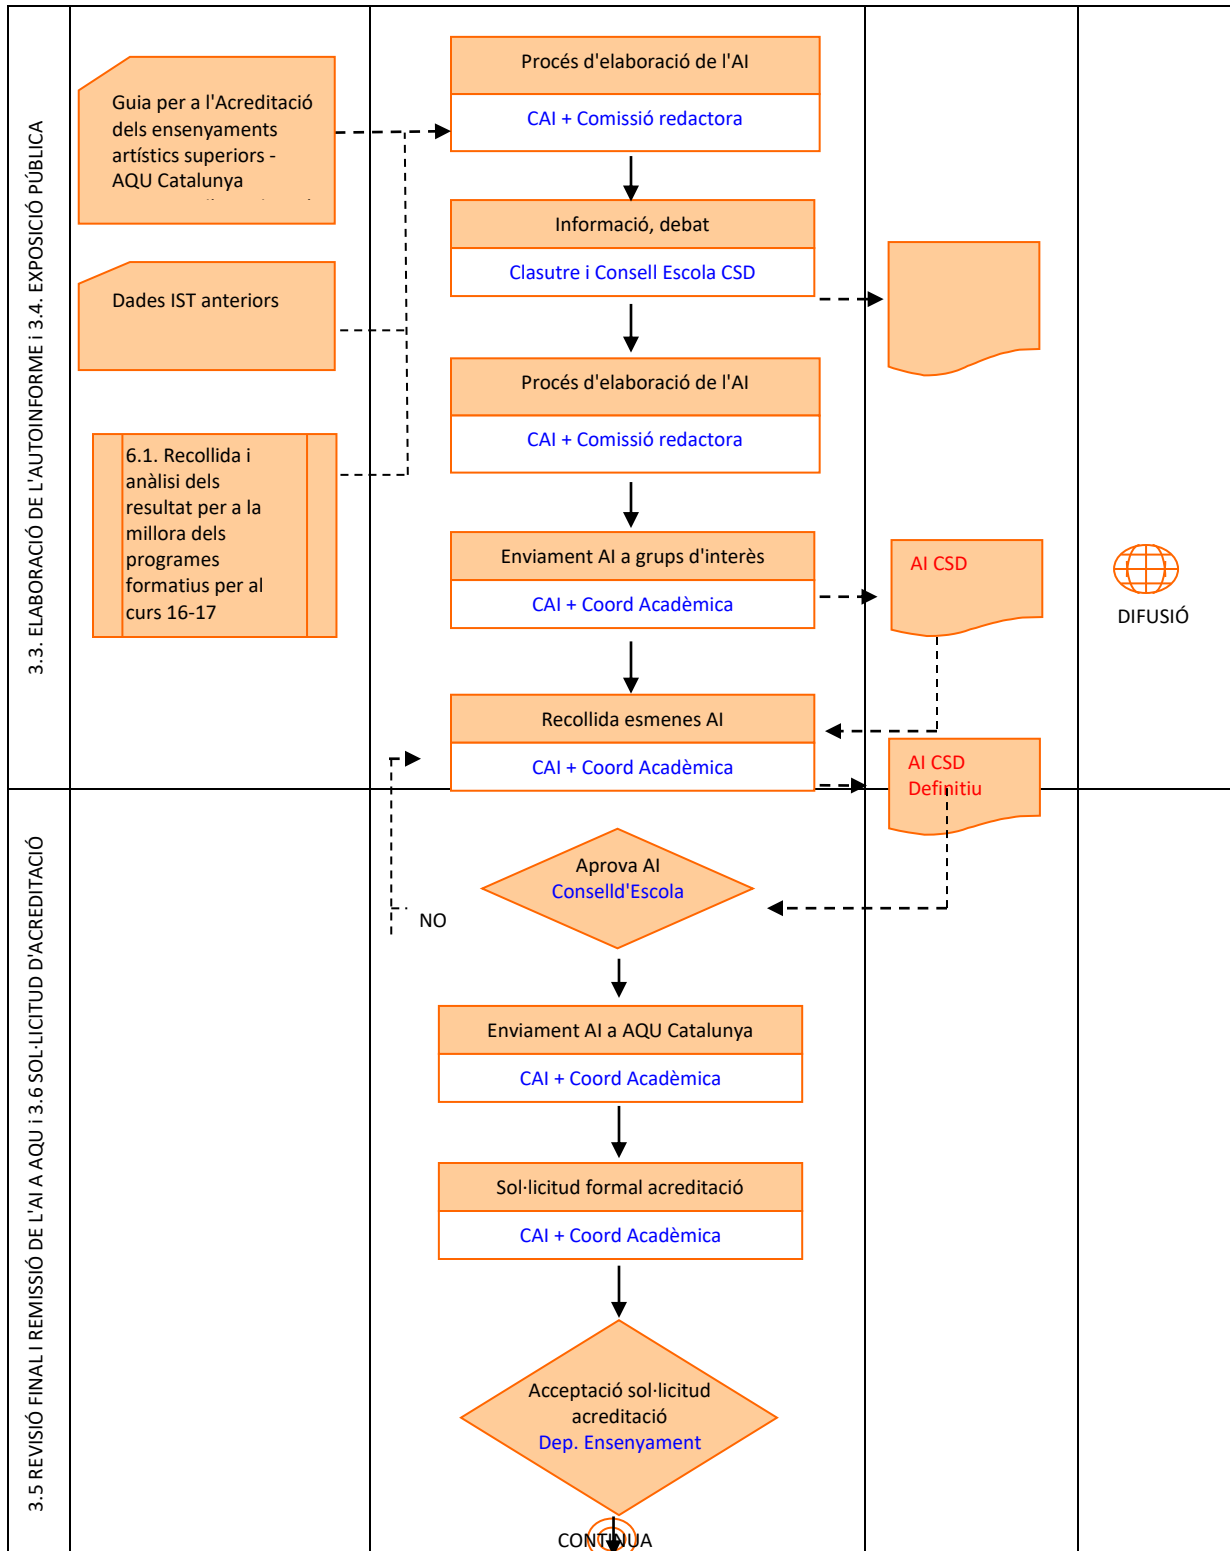 3.3. ELABORACIÓ DE L'AUTOINFORME i 3.4. EXPOSICIÓ PÚBLICA
Guia per a l'Acreditació
dels ensenyaments
artístics superiors -
AQU Catalunya
Dades IST anteriors
6.1. Recollida i
anàlisi dels
resultat per a la
millora dels
programes
formatius per al
curs 16-17
Procés d'elaboració de l'AI
CAI + Comissió redactora
Informació, debat
Clasutre i Consell Escola CSD
Procés d'elaboració de l'AI
CAI + Comissió redactora
Enviament AI a grups d'interès
CAI + Coord Acadèmica
AI CSD
DIFUSIÓ
Recollida esmenes AI
CAI + Coord Acadèmica
AI CSD
Definitiu
3.5 REVISIÓ FINAL I REMISSIÓ DE L'AI A AQU i 3.6 SOL·LICITUD D'ACREDITACIÓ
Aprova AI
Conselld'Escola
NO
Enviament AI a AQU Catalunya
CAI + Coord Acadèmica
Sol·licitud formal acreditació
CAI + Coord Acadèmica
Acceptació sol·licitud
acreditació
Dep. Ensenyament
CONTINUA